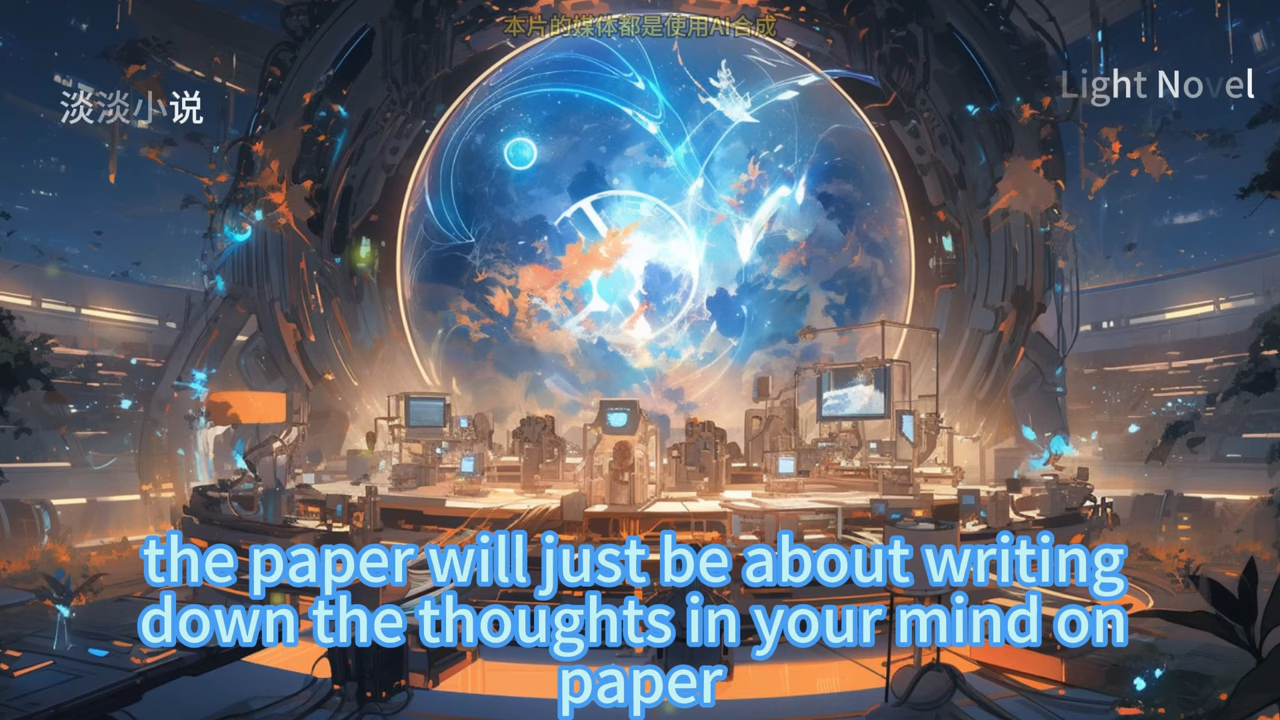 本片的媒体都是使用AI合成
淡淡小说
Light Novel
the paper will just be about writing
down the thoughts in your mind on
paper